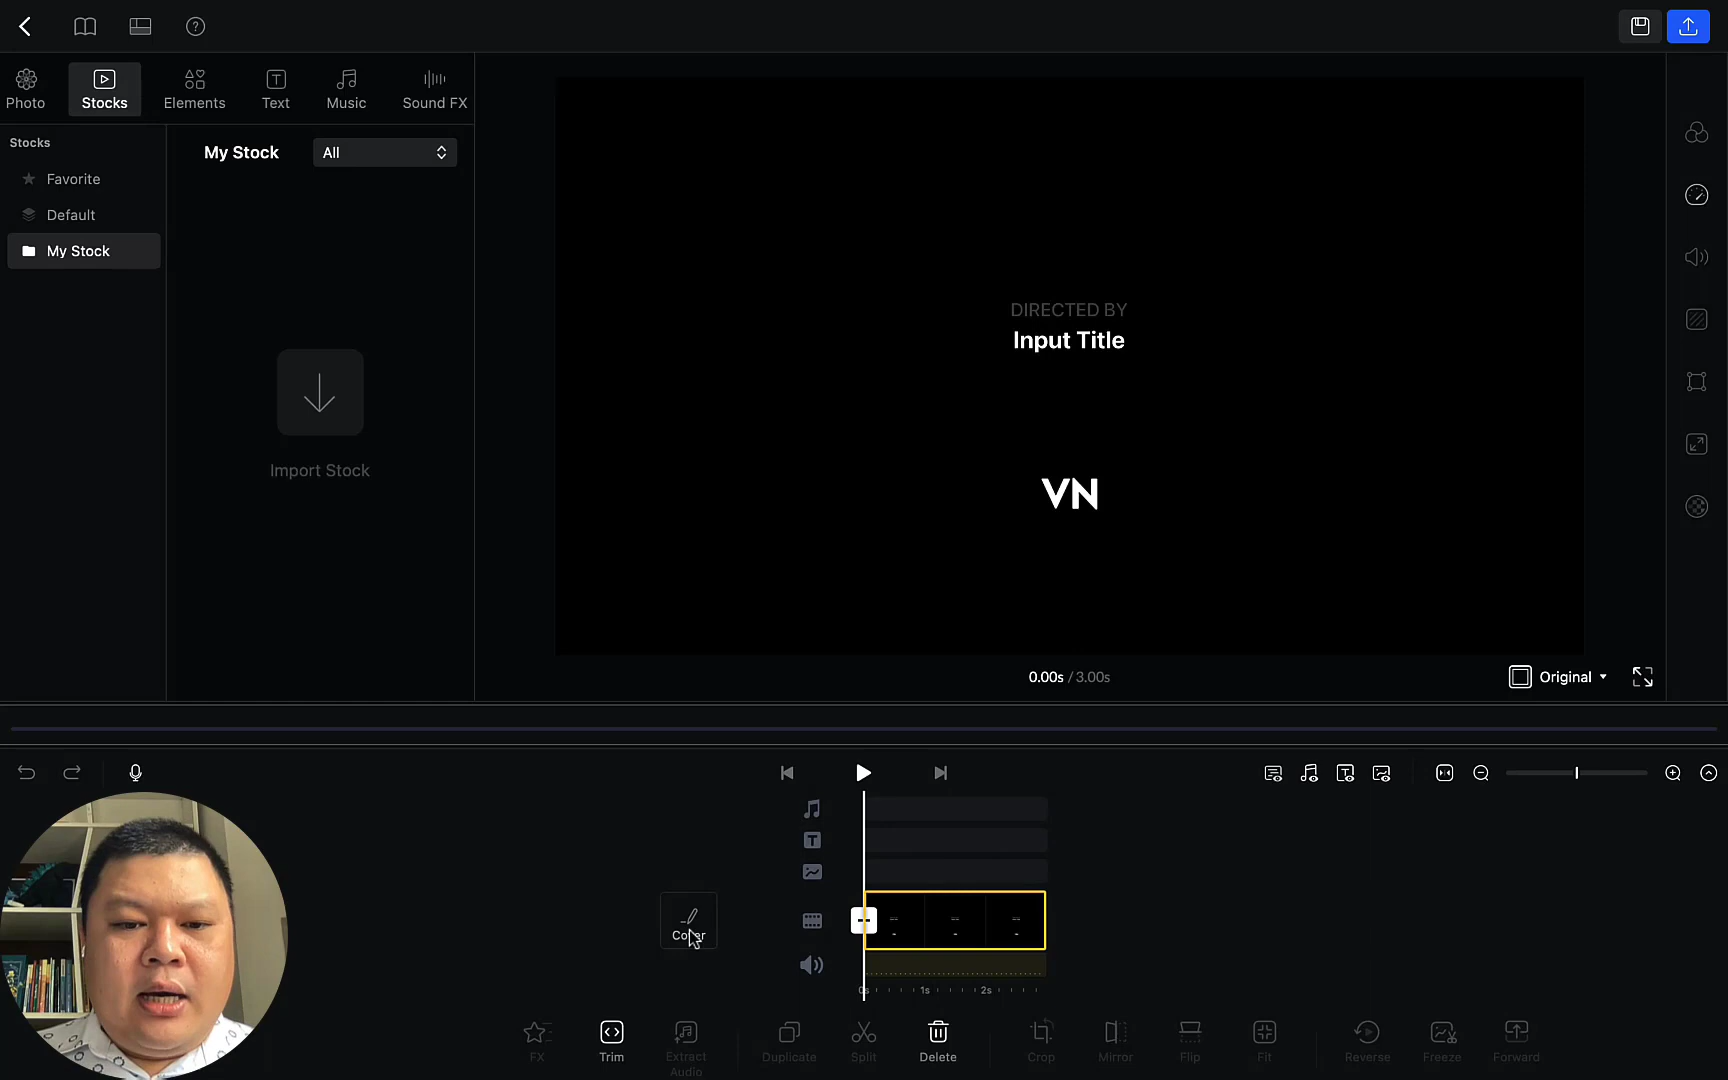 Photo
Stocks
Elements
Text
Music
Sound FX
Stocks
My Stock
All
Favorite
Default
My Stock
Import Stock
DIRECTED BY
Input Title
VN
0.00s / 3.00s
Original
Cover
0s
1s
2s
FX
Trim
Extract
Audio
Duplicate
Split
Delete
Crop
Mirror
Flip
Fit
Reverse
Freeze
Forward